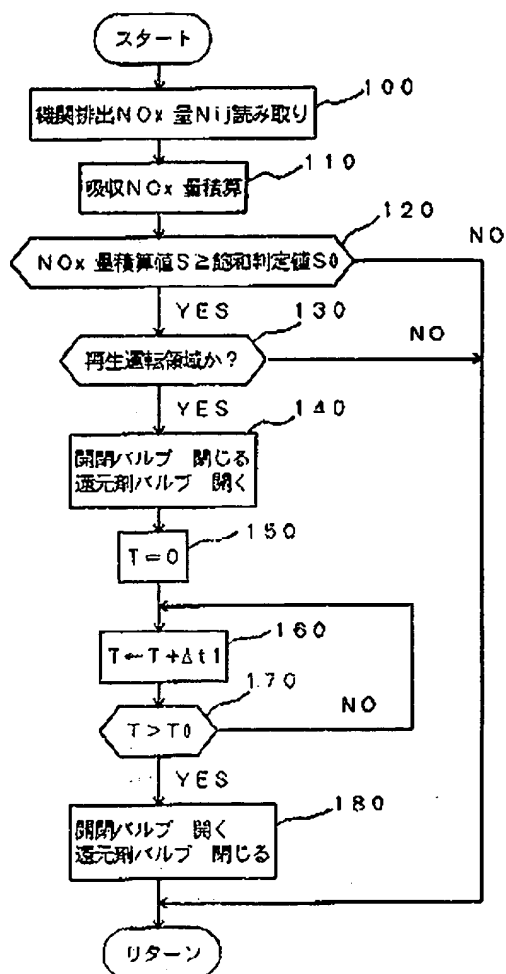 スタート
100
機関排出NOx 量Nij読み取り
110
吸収NOx 量積算
120
NO
NOx 量積算値S≧飽和判定値S0
YES
130
NO
再生運転領域か?
YES
140
開閉バルブ 閉じる
還元剤バルブ 開く
150
T=0
160
T←T+Δt1
170
NO
T>T0
YES
180
開閉バルブ 開く
還元剤バルブ 閉じる
リターン